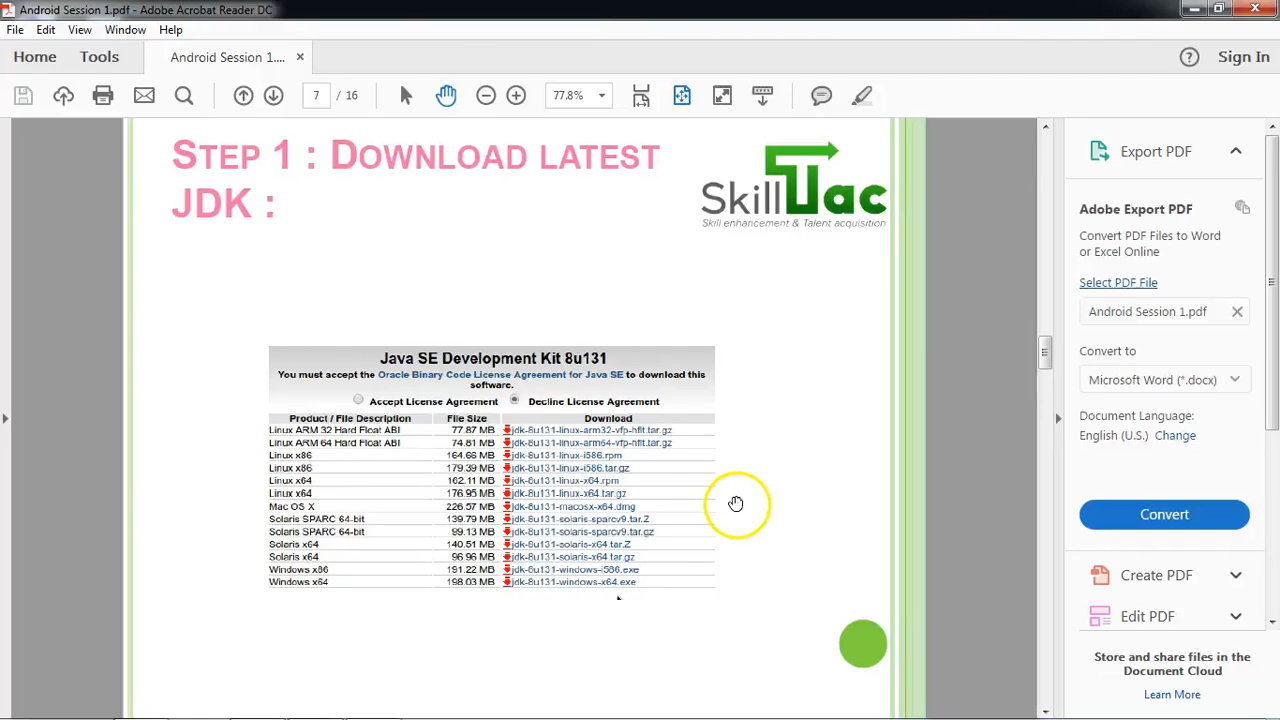 Android Session 1.pdf - Adobe Acrobat Reader DC
File Edit View Window Help
Home Tools Android Session 1.... × Sign In
7 / 16 77.8%
STEP 1 : DOWNLOAD LATEST
JDK :
SkillTac
Skill enhancement & Talent acquisition
Java SE Development Kit 8u131
You must accept the Oracle Binary Code License Agreement for Java SE to download this
software.
Accept License Agreement Decline License Agreement
Product / File Description File Size Download
Linux ARM 32 Hard Float ABI 77.87 MB jdk-8u131-linux-arm32-vfp-hflt.tar.gz
Linux ARM 64 Hard Float ABI 74.81 MB jdk-8u131-linux-arm64-vfp-hflt.tar.gz
Linux x86 164.66 MB jdk-8u131-linux-i586.rpm
Linux x86 179.39 MB jdk-8u131-linux-i586.tar.gz
Linux x64 162.11 MB jdk-8u131-linux-x64.rpm
Linux x64 176.95 MB jdk-8u131-linux-x64.tar.gz
Mac OS X 226.57 MB jdk-8u131-macosx-x64.dmg
Solaris SPARC 64-bit 139.79 MB jdk-8u131-solaris-sparcv9.tar.Z
Solaris SPARC 64-bit 99.13 MB jdk-8u131-solaris-sparcv9.tar.gz
Solaris x64 140.51 MB jdk-8u131-solaris-x64.tar.Z
Solaris x64 96.96 MB jdk-8u131-solaris-x64.tar.gz
Windows x86 191.22 MB jdk-8u131-windows-i586.exe
Windows x64 198.03 MB jdk-8u131-windows-x64.exe
Export PDF
Adobe Export PDF
Convert PDF Files to Word
or Excel Online
Select PDF File
Android Session 1.pdf
Convert to
Microsoft Word (*.docx)
Document Language:
English (U.S.) Change
Convert
Create PDF
Edit PDF
Store and share files in the
Document Cloud
Learn More